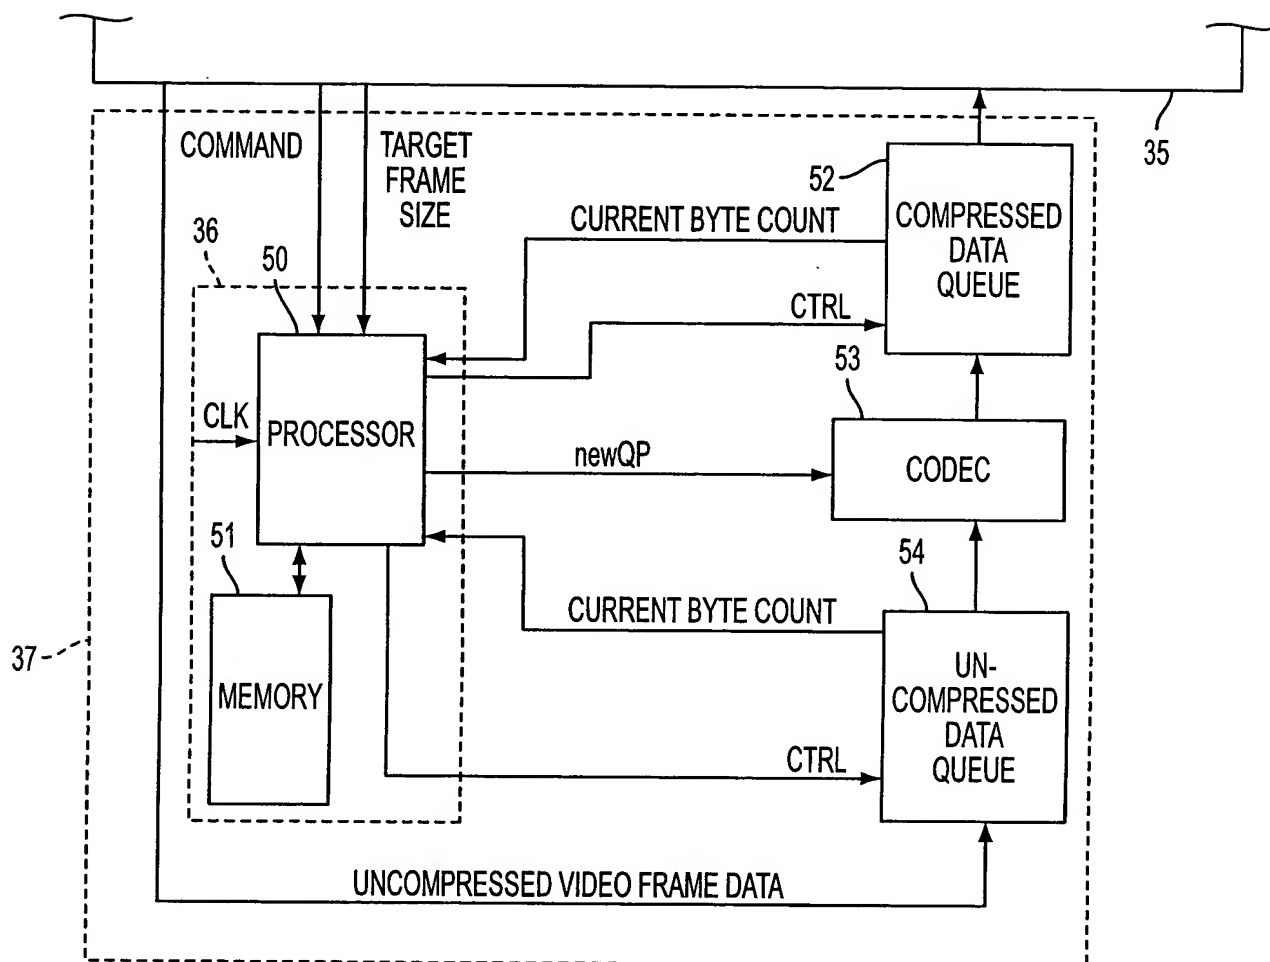 COMMAND
TARGET
FRAME
SIZE
35
52
COMPRESSED
DATA
QUEUE
CURRENT BYTE COUNT
36
50
CTRL
53
CLK
PROCESSOR
newQP
CODEC
51
54
CURRENT BYTE COUNT
37
MEMORY
UN-
COMPRESSED
DATA
QUEUE
CTRL
UNCOMPRESSED VIDEO FRAME DATA